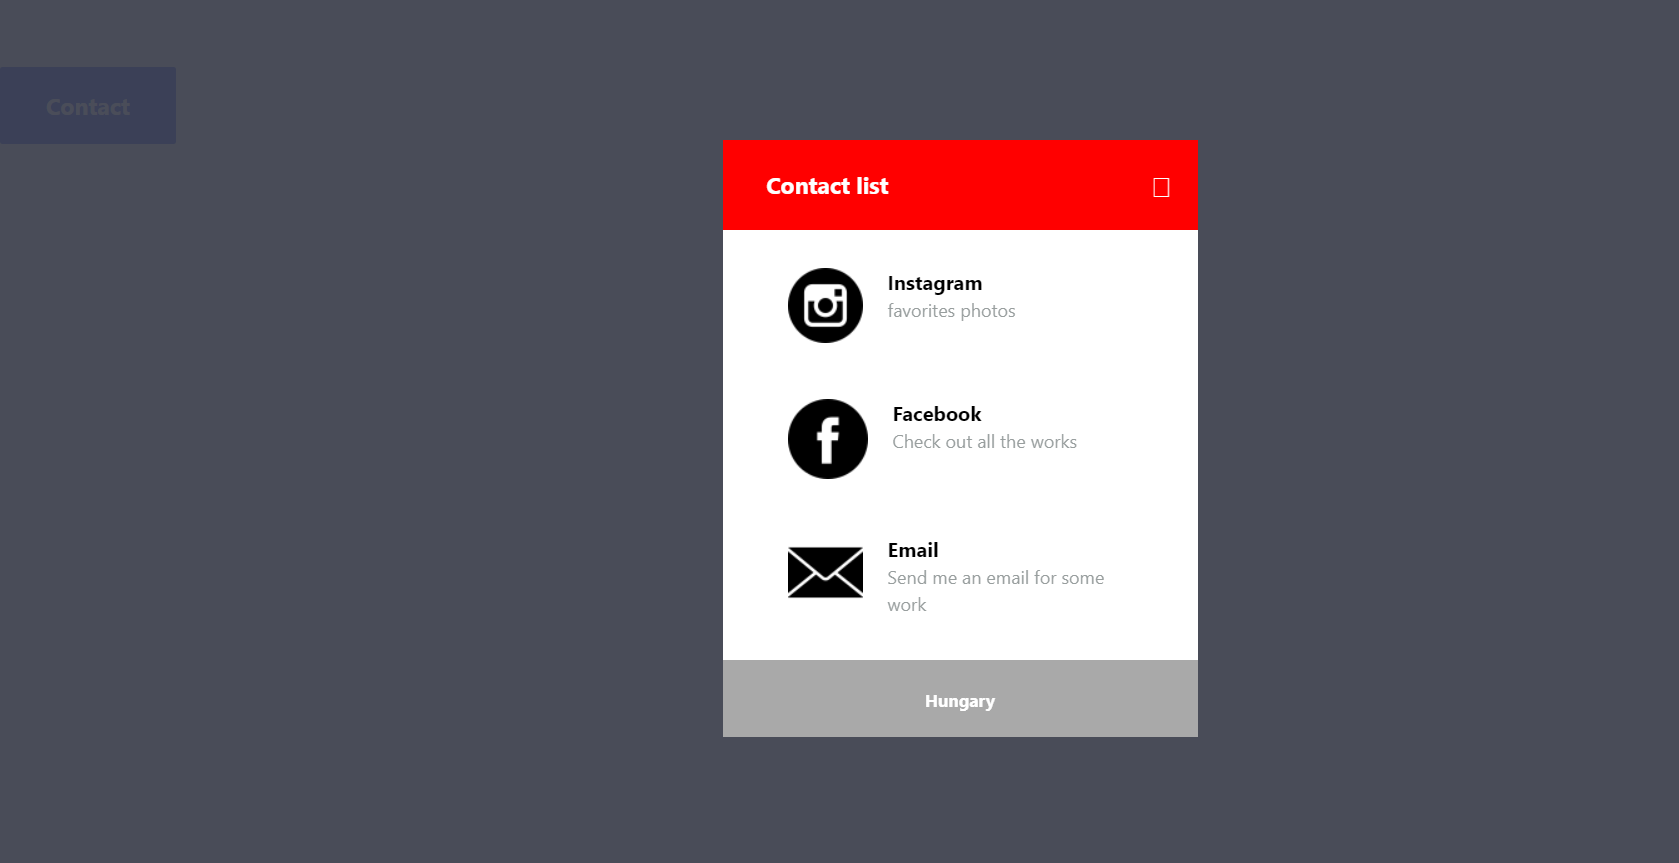 Contact
Contact list
Instagram
favorites photos
Facebook
Check out all the works
Email
Send me an email for some
work
Hungary